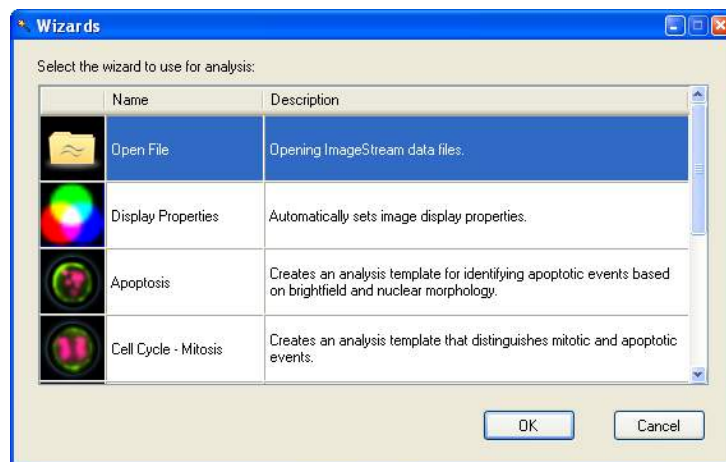 Wizards
Select the wizard to use for analysis:
Name Description
Open File Opening ImageStream data files.
Display Properties Automatically sets image display properties.
Apoptosis Creates an analysis template for identifying apoptotic events based
on brightfield and nuclear morphology.
Cell Cycle - Mitosis Creates an analysis template that distinguishes mitotic and apoptotic
events.
OK Cancel